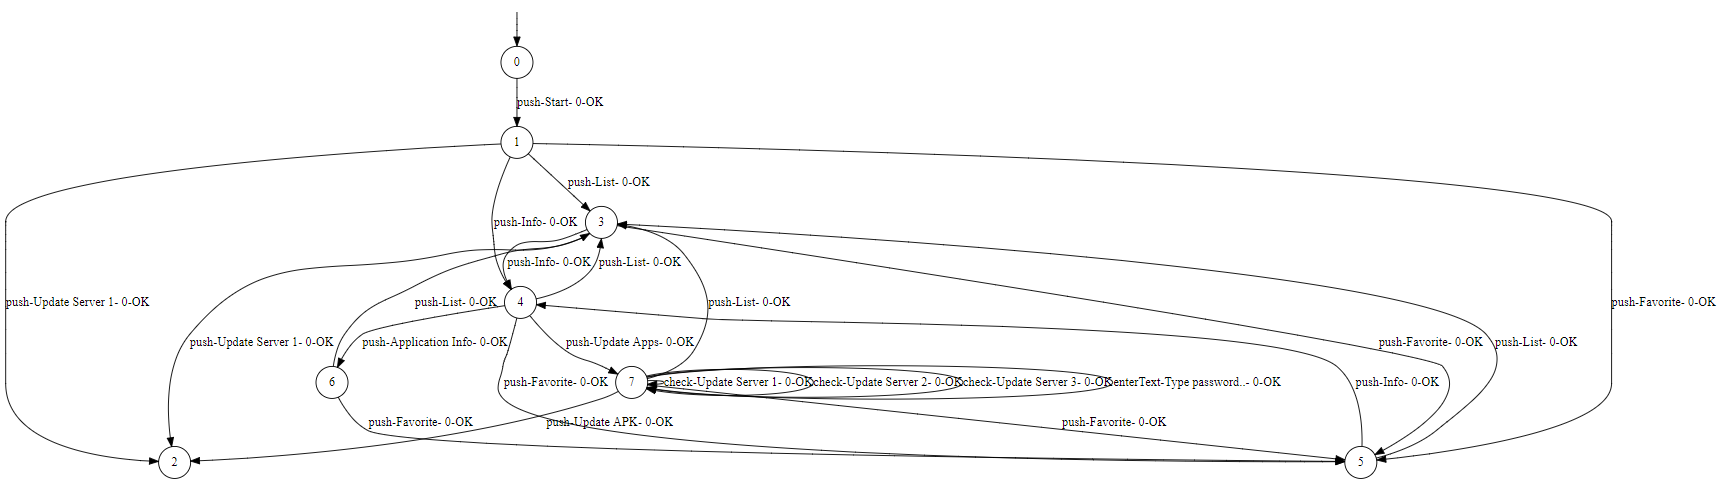 0
push-Start- 0-OK
1
push-List- 0-OK
push-Info- 0-OK
3
push-Info- 0-OK
push-List- 0-OK
push-Update Server 1- 0-OK
push-List- 0-OK
4
push-List- 0-OK
push-Favorite- 0-OK
push-Update Server 1- 0-OK
push-Application Info- 0-OK
push-Update Apps- 0-OK
push-Favorite- 0-OK
push-List- 0-OK
6
push-Favorite- 0-OK
7
check-Update Server 1- 0-OK
check-Update Server 2- 0-OK
check-Update Server 3- 0-OK
enterText-Type password..- 0-OK
push-Info- 0-OK
push-Favorite- 0-OK
push-Update APK- 0-OK
push-Favorite- 0-OK
2
5